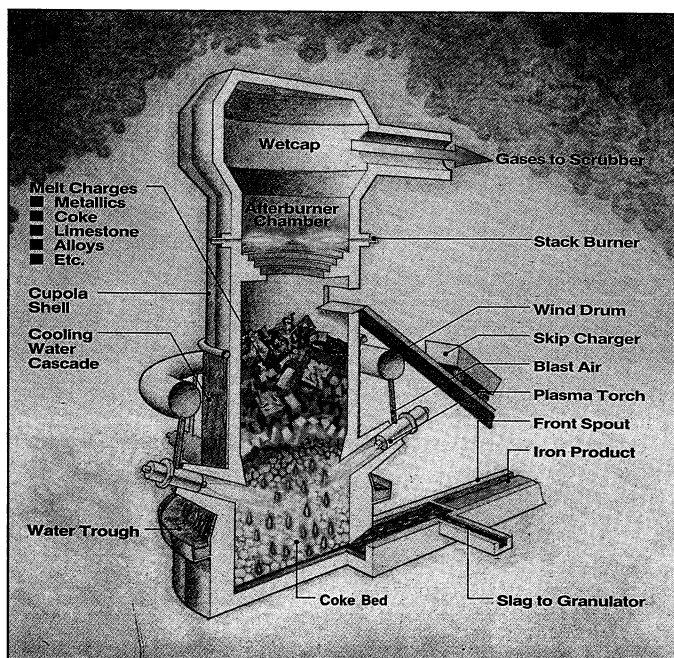 Wetcap
Gases to Scrubber
Melt Charges
Metallics
Coke
Limestone
Alloys
Etc.
Afterburner
Chamber
Stack Burner
Cupola
Shell
Cooling
Water
Cascade
Wind Drum
Skip Charger
Blast Air
Plasma Torch
Front Spout
Iron Product
Water Trough
Coke Bed
Slag to Granulator